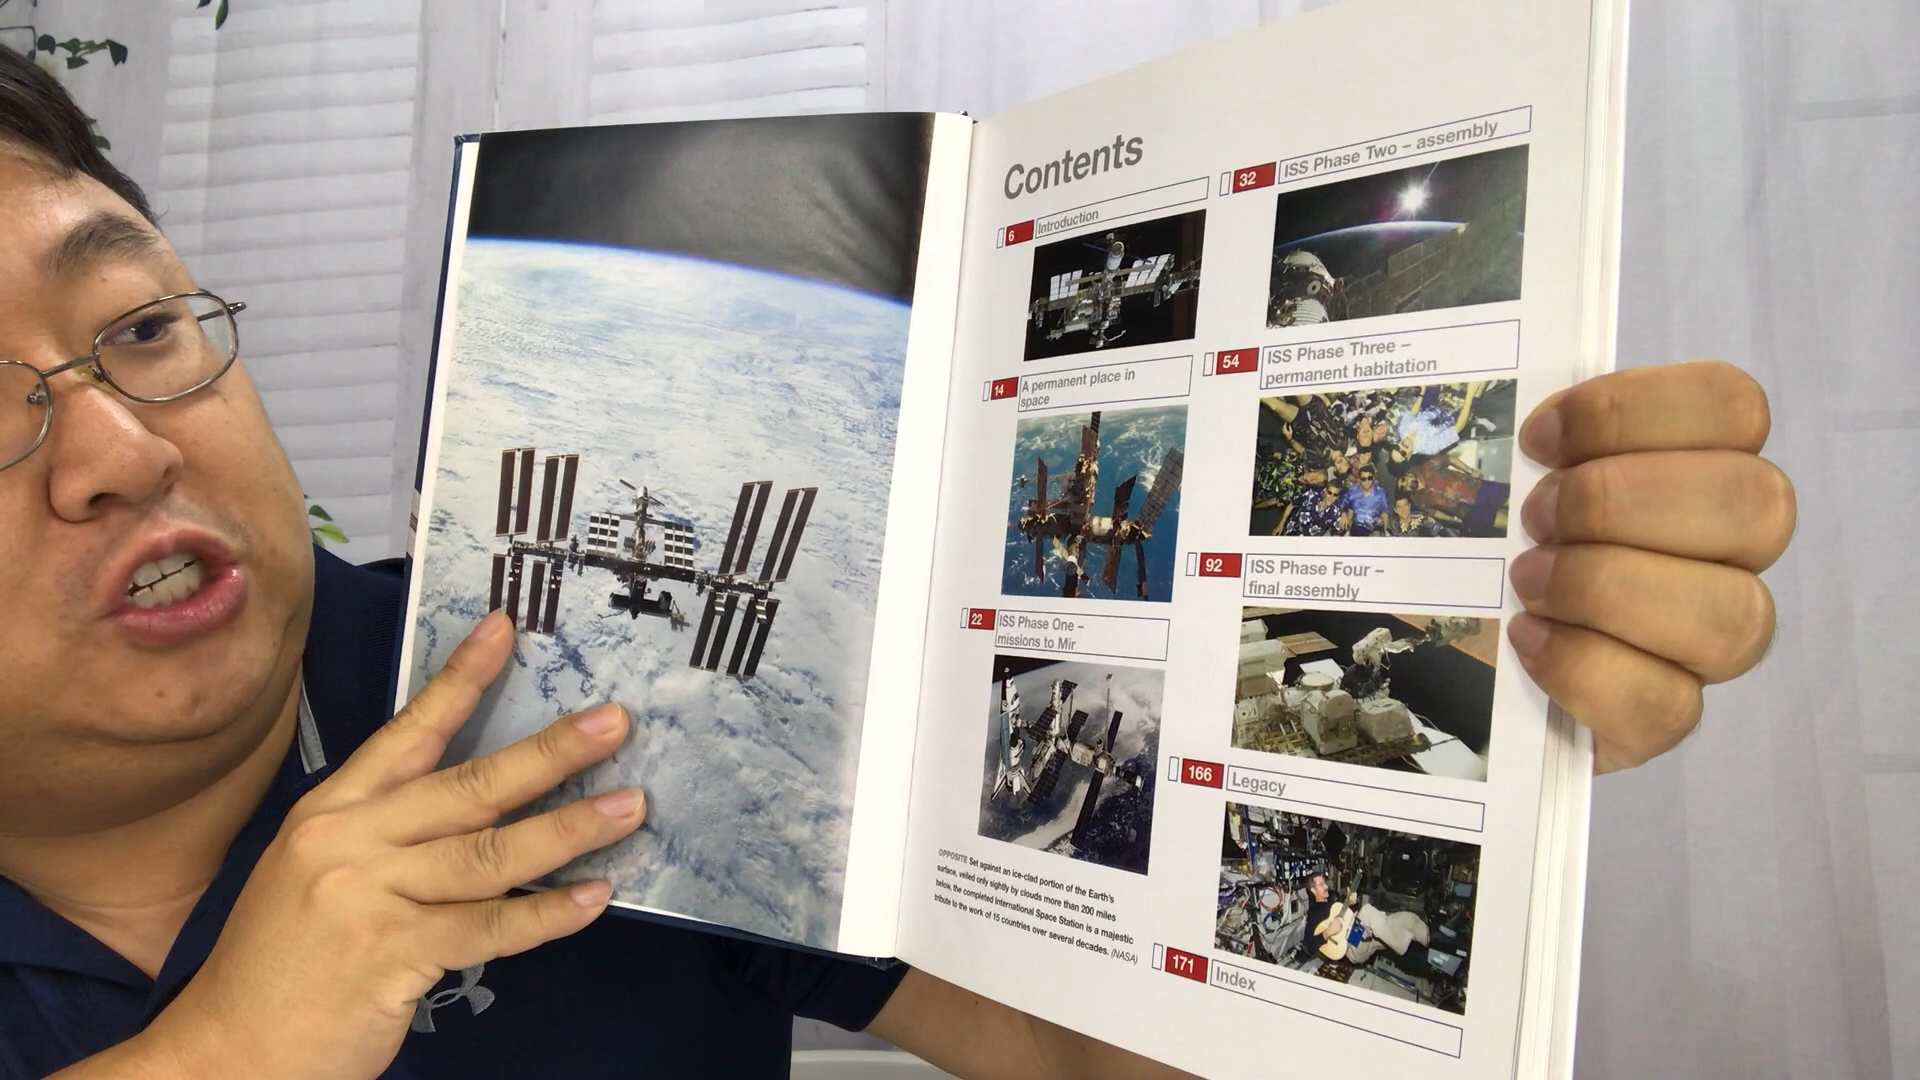 Contents
6
Introduction
14
A permanent place in
space
22
ISS Phase One –
missions to Mir
OPPOSITE Set against an ice-clad portion of the Earth's
surface, veiled only slightly by clouds more than 200 miles
below, the completed International Space Station is a majestic
tribute to the work of 15 countries over several decades. (NASA)
32
ISS Phase Two – assembly
54
ISS Phase Three –
permanent habitation
92
ISS Phase Four –
final assembly
166
Legacy
171
Index